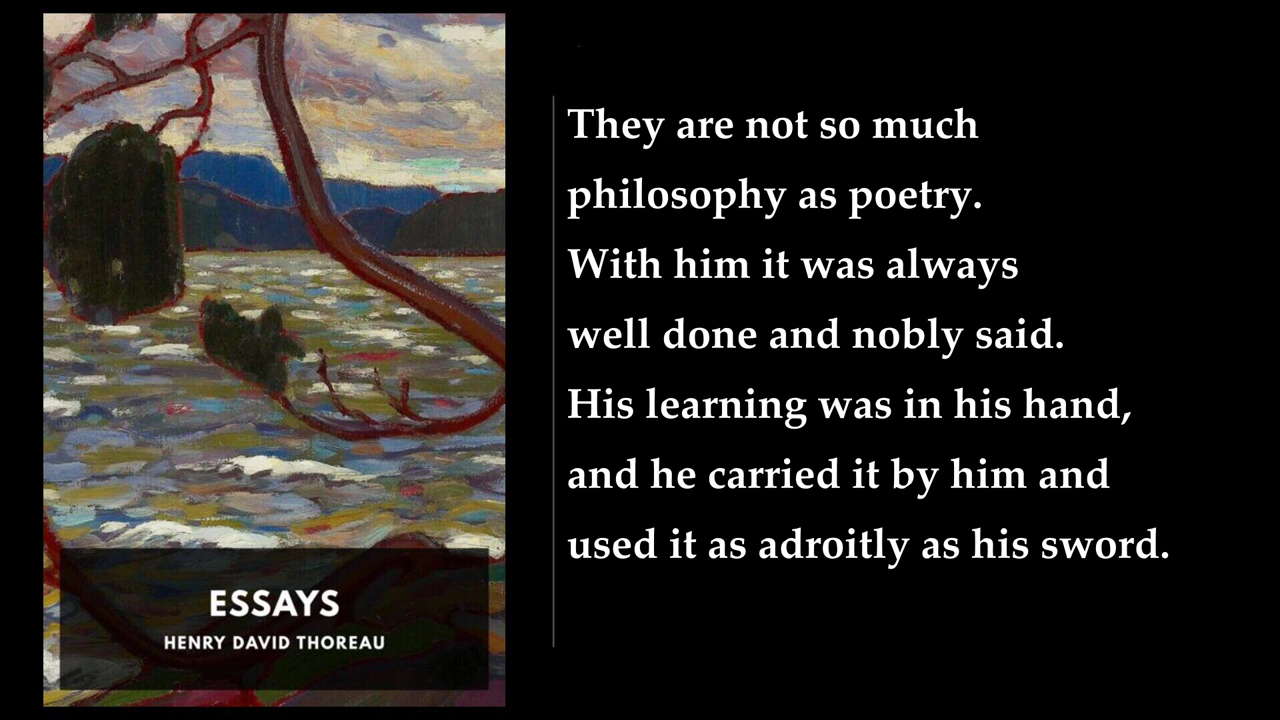 They are not so much
philosophy as poetry.
With him it was always
well done and nobly said.
His learning was in his hand,
and he carried it by him and
used it as adroitly as his sword.
ESSAYS
HENRY DAVID THOREAU